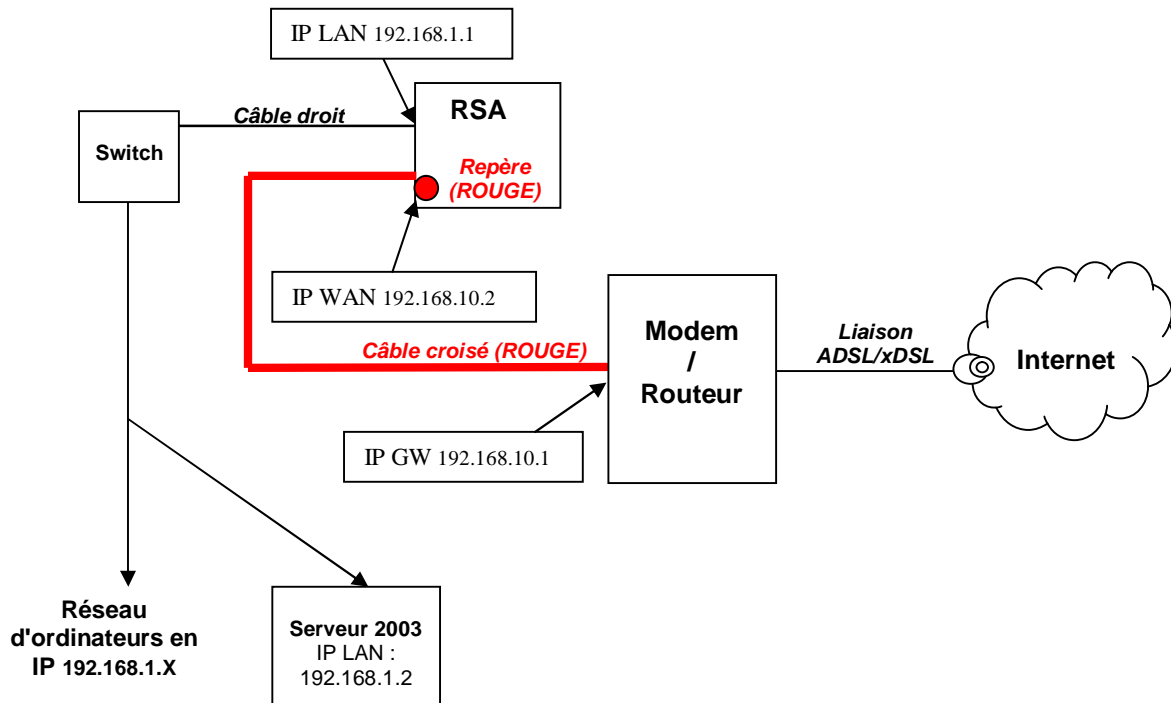 IP LAN 192.168.1.1
RSA
Câble droit
Switch
Repère
(ROUGE)
IP WAN 192.168.10.2
Câble croisé (ROUGE)
Modem
/
Routeur
Liaison
ADSL/xDSL
Internet
IP GW 192.168.10.1
Réseau
d'ordinateurs en
IP 192.168.1.X
Serveur 2003
IP LAN :
192.168.1.2